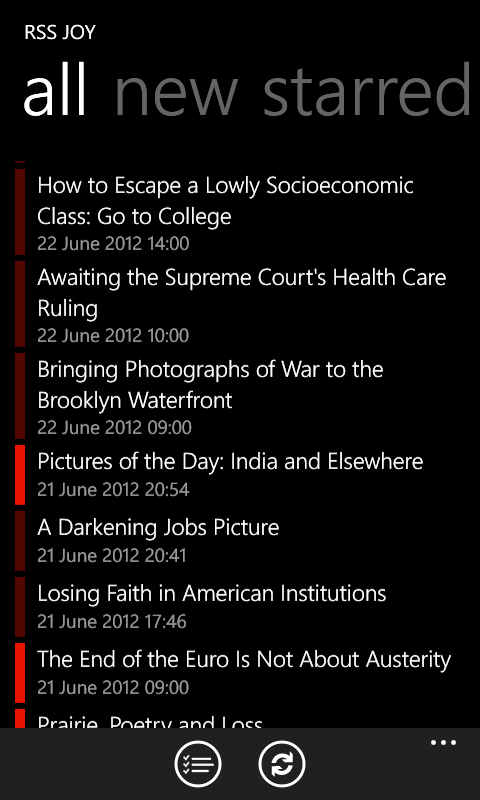 RSS JOY
all new starred
How to Escape a Lowly Socioeconomic
Class: Go to College
22 June 2012 14:00
Awaiting the Supreme Court's Health Care
Ruling
22 June 2012 10:00
Bringing Photographs of War to the
Brooklyn Waterfront
22 June 2012 09:00
Pictures of the Day: India and Elsewhere
21 June 2012 20:54
A Darkening Jobs Picture
21 June 2012 20:41
Losing Faith in American Institutions
21 June 2012 17:46
The End of the Euro Is Not About Austerity
21 June 2012 09:00
Prairie, Poetry and Loss